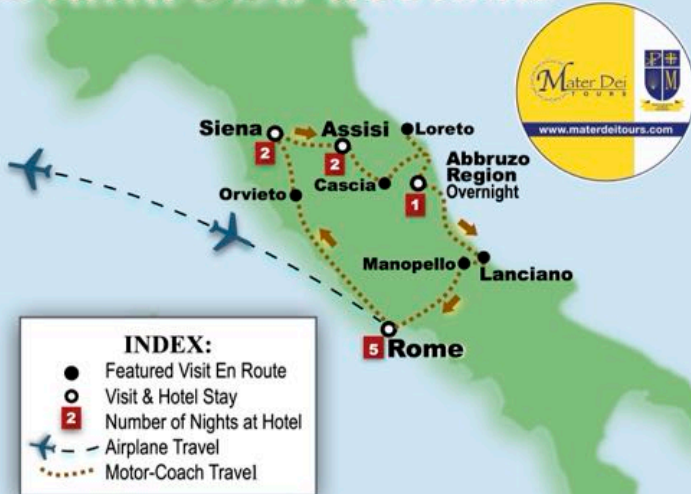 Mater Dei
TOURS
P M
www.materdeitours.com
Siena
2
Assisi
2
Loreto
Orvieto
Cascia
Abbruzo
Region
Overnight
1
Manopello
Lanciano
5
Rome
INDEX:
Featured Visit En Route
Visit & Hotel Stay
2
Number of Nights at Hotel
Airplane Travel
Motor-Coach Travel